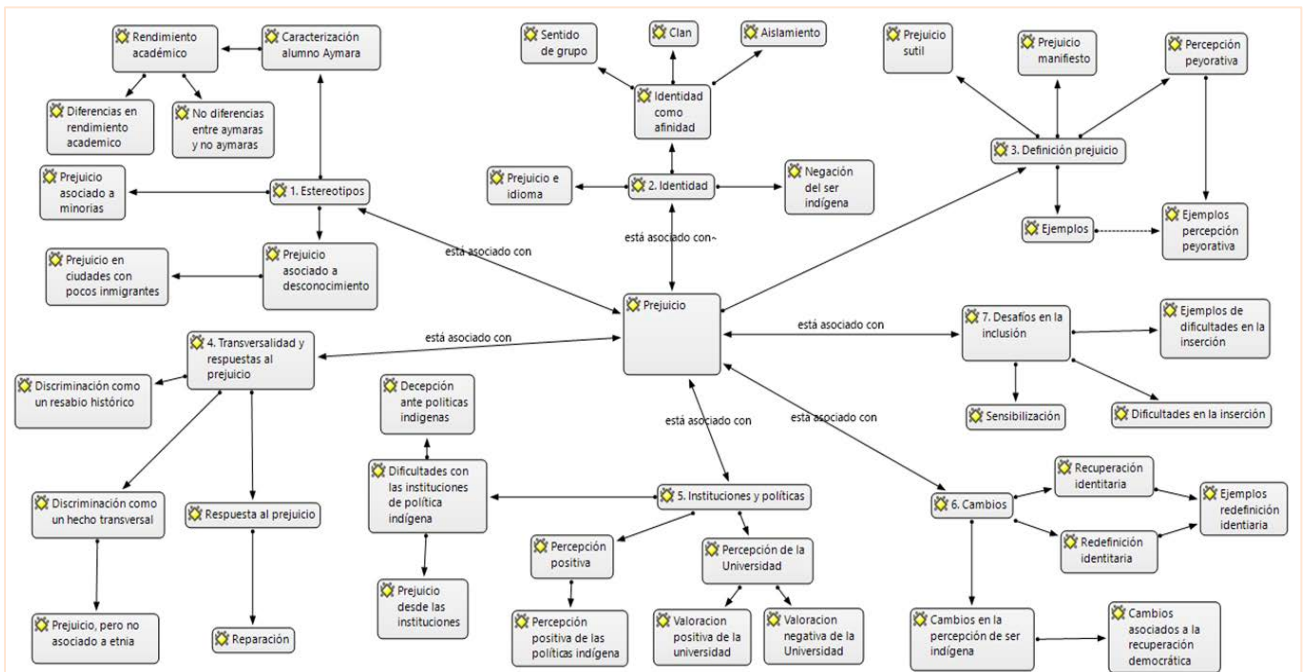 Rendimiento
académico
Caracterización
alumno Aymara
Diferencias en
rendimiento
academico
No diferencias
entre aymaras
y no aymaras
Prejuicio
asociado a
minorias
1. Estereotipos
Prejuicio
asociado a
desconocimiento
Prejuicio en
ciudades con
pocos inmigrantes
está asociado con
Sentido
de grupo
Clan
Aislamiento
Identidad
como
afinidad
Prejuicio e
idioma
2. Identidad
Negación
del ser
indígena
está asociado con~
Prejuicio
sutil
Prejuicio
manifiesto
Percepción
peyorativa
3. Definición prejuicio
Ejemplos
Ejemplos
percepción
peyorativa
Prejuicio
está asociado con
4. Transversalidad y
respuestas al
prejuicio
Discriminación como
un resabio histórico
Discriminación como
un hecho transversal
Respuesta al prejuicio
Prejuicio, pero no
asociado a etnia
Reparación
está asociado con
5. Instituciones y políticas
Decepción
ante politicas
indigenas
Dificultades con
las instituciones
de política
indígena
Prejuicio
desde las
instituciones
Percepción
positiva
Percepción de la
Universidad
Percepción
positiva de las
políticas indígena
Valoracion
positiva de la
universidad
Valoracion
negativa de la
Universidad
está asociado con
7. Desafíos en la
inclusión
Ejemplos de
dificultades en la
inserción
Sensibilización
Dificultades en la inserción
está asociado con
6. Cambios
Recuperación
identitaria
Redefinición
identitaria
Ejemplos
redefinición
identiaria
Cambios en la
percepción de ser
indígena
Cambios
asociados a la
recuperación
democrática